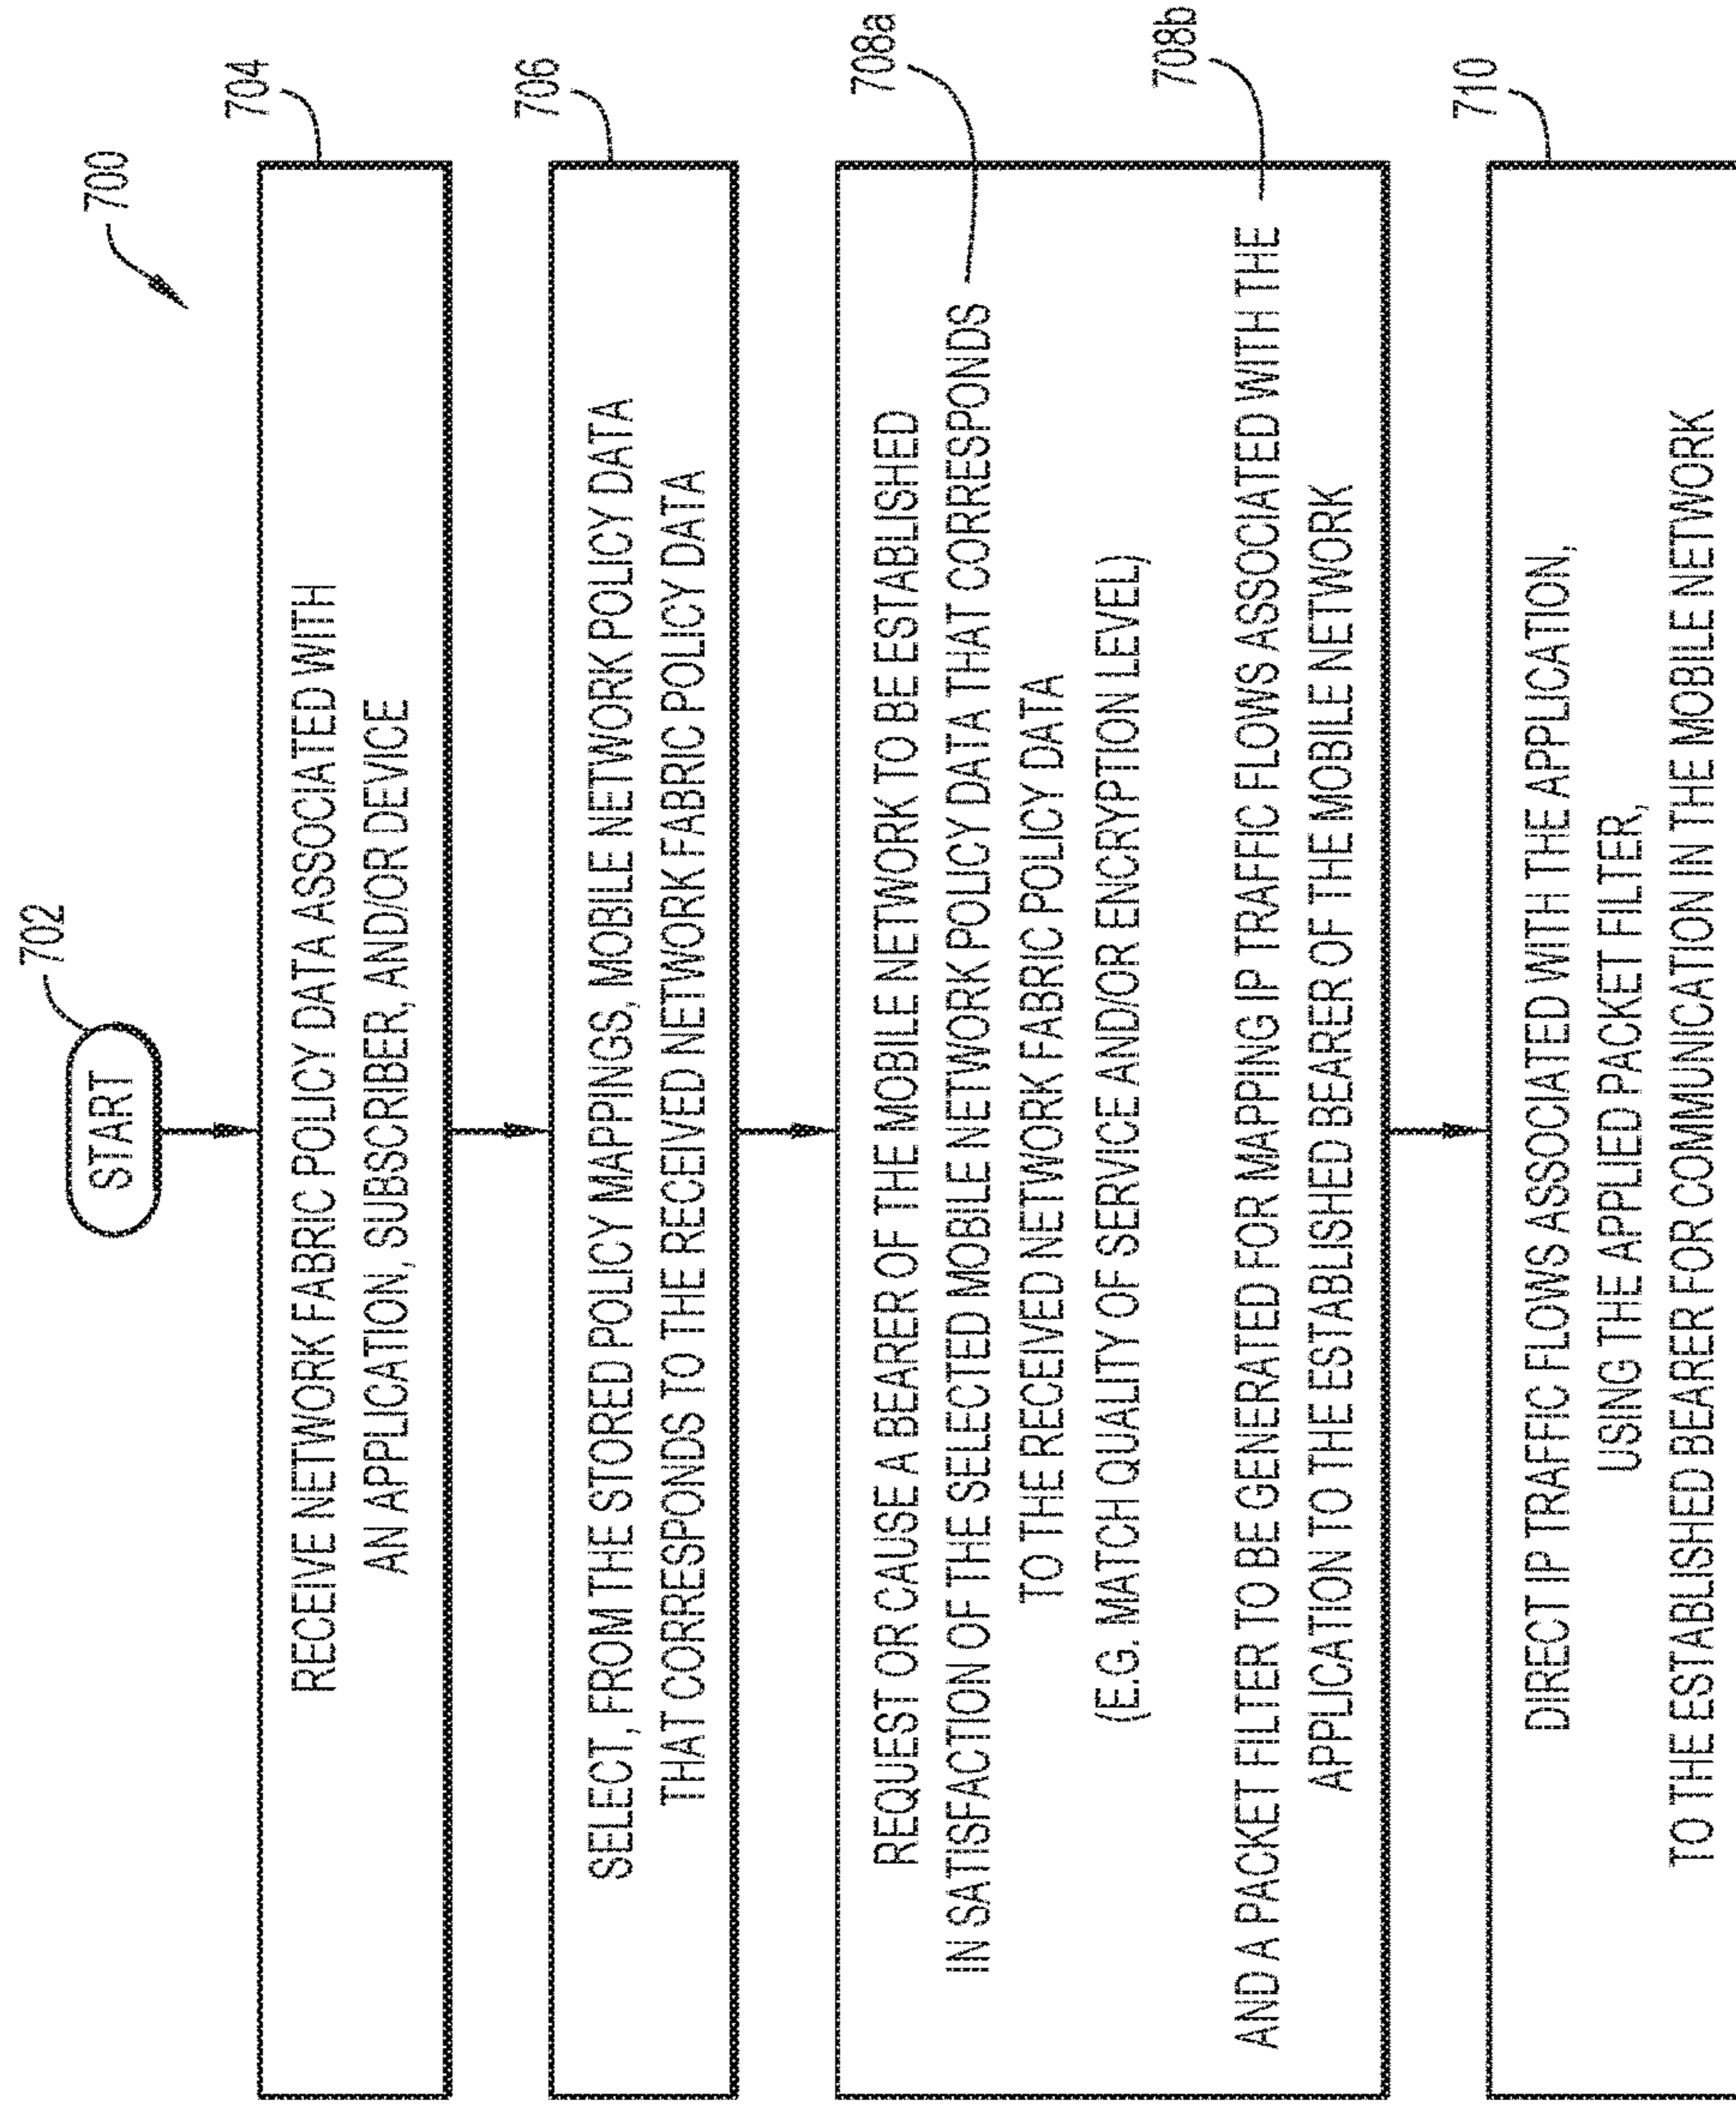 700
702
START
704
RECEIVE NETWORK FABRIC POLICY DATA ASSOCIATED WITH
AN APPLICATION, SUBSCRIBER, AND/OR DEVICE
706
SELECT, FROM THE STORED POLICY MAPPINGS, MOBILE NETWORK POLICY DATA
THAT CORRESPONDS TO THE RECEIVED NETWORK FABRIC POLICY DATA
708a
REQUEST OR CAUSE A BEARER OF THE MOBILE NETWORK TO BE ESTABLISHED
IN SATISFACTION OF THE SELECTED MOBILE NETWORK POLICY DATA THAT CORRESPONDS
TO THE RECEIVED NETWORK FABRIC POLICY DATA
(E.G. MATCH QUALITY OF SERVICE AND/OR ENCRYPTION LEVEL)
708b
AND A PACKET FILTER TO BE GENERATED FOR MAPPING IP TRAFFIC FLOWS ASSOCIATED WITH THE
APPLICATION TO THE ESTABLISHED BEARER OF THE MOBILE NETWORK
710
DIRECT IP TRAFFIC FLOWS ASSOCIATED WITH THE APPLICATION,
USING THE APPLIED PACKET FILTER,
TO THE ESTABLISHED BEARER FOR COMMUNICATION IN THE MOBILE NETWORK